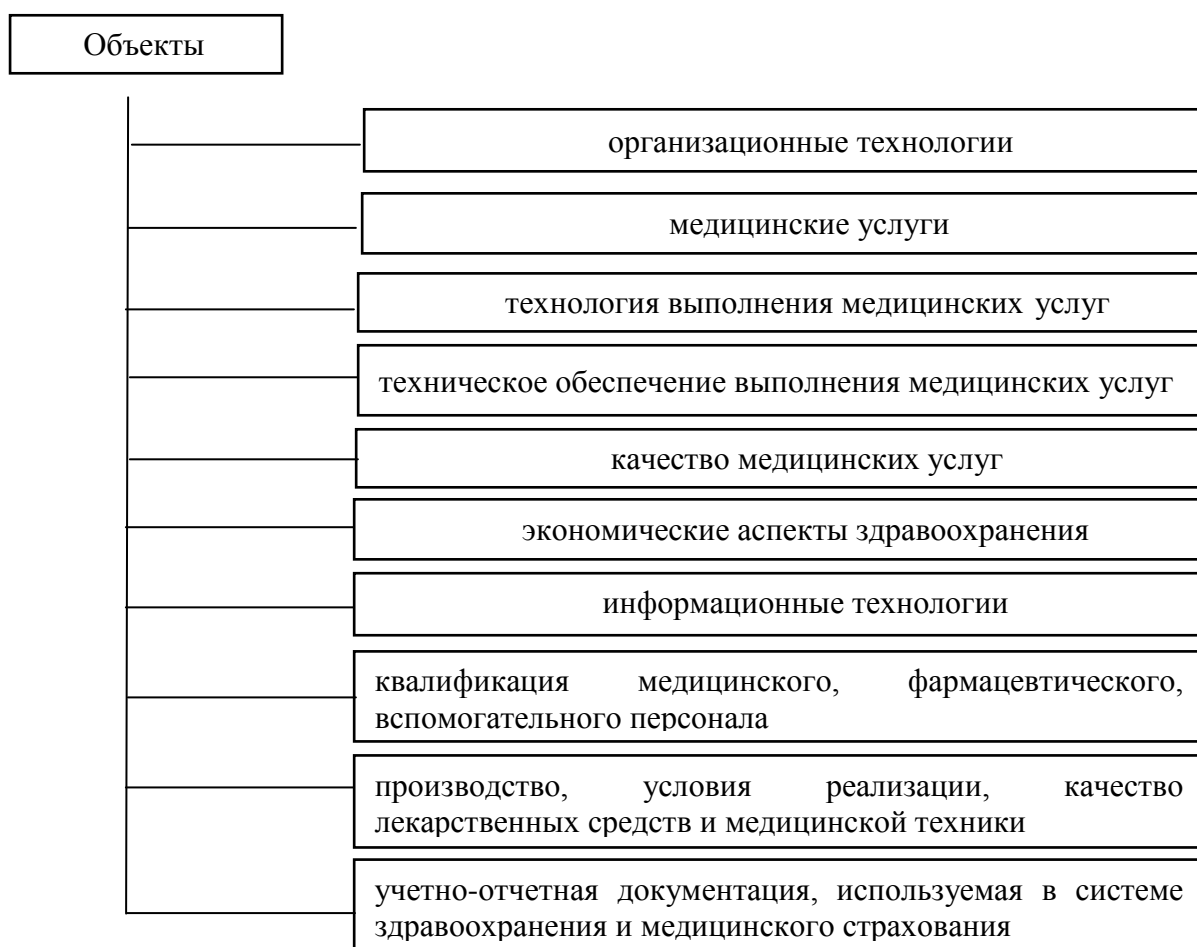 Объекты
организационные технологии
медицинские услуги
технология выполнения медицинских услуг
техническое обеспечение выполнения медицинских услуг
качество медицинских услуг
экономические аспекты здравоохранения
информационные технологии
квалификация медицинского, фармацевтического,
вспомогательного персонала
производство, условия реализации, качество
лекарственных средств и медицинской техники
учетно-отчетная документация, используемая в системе
здравоохранения и медицинского страхования